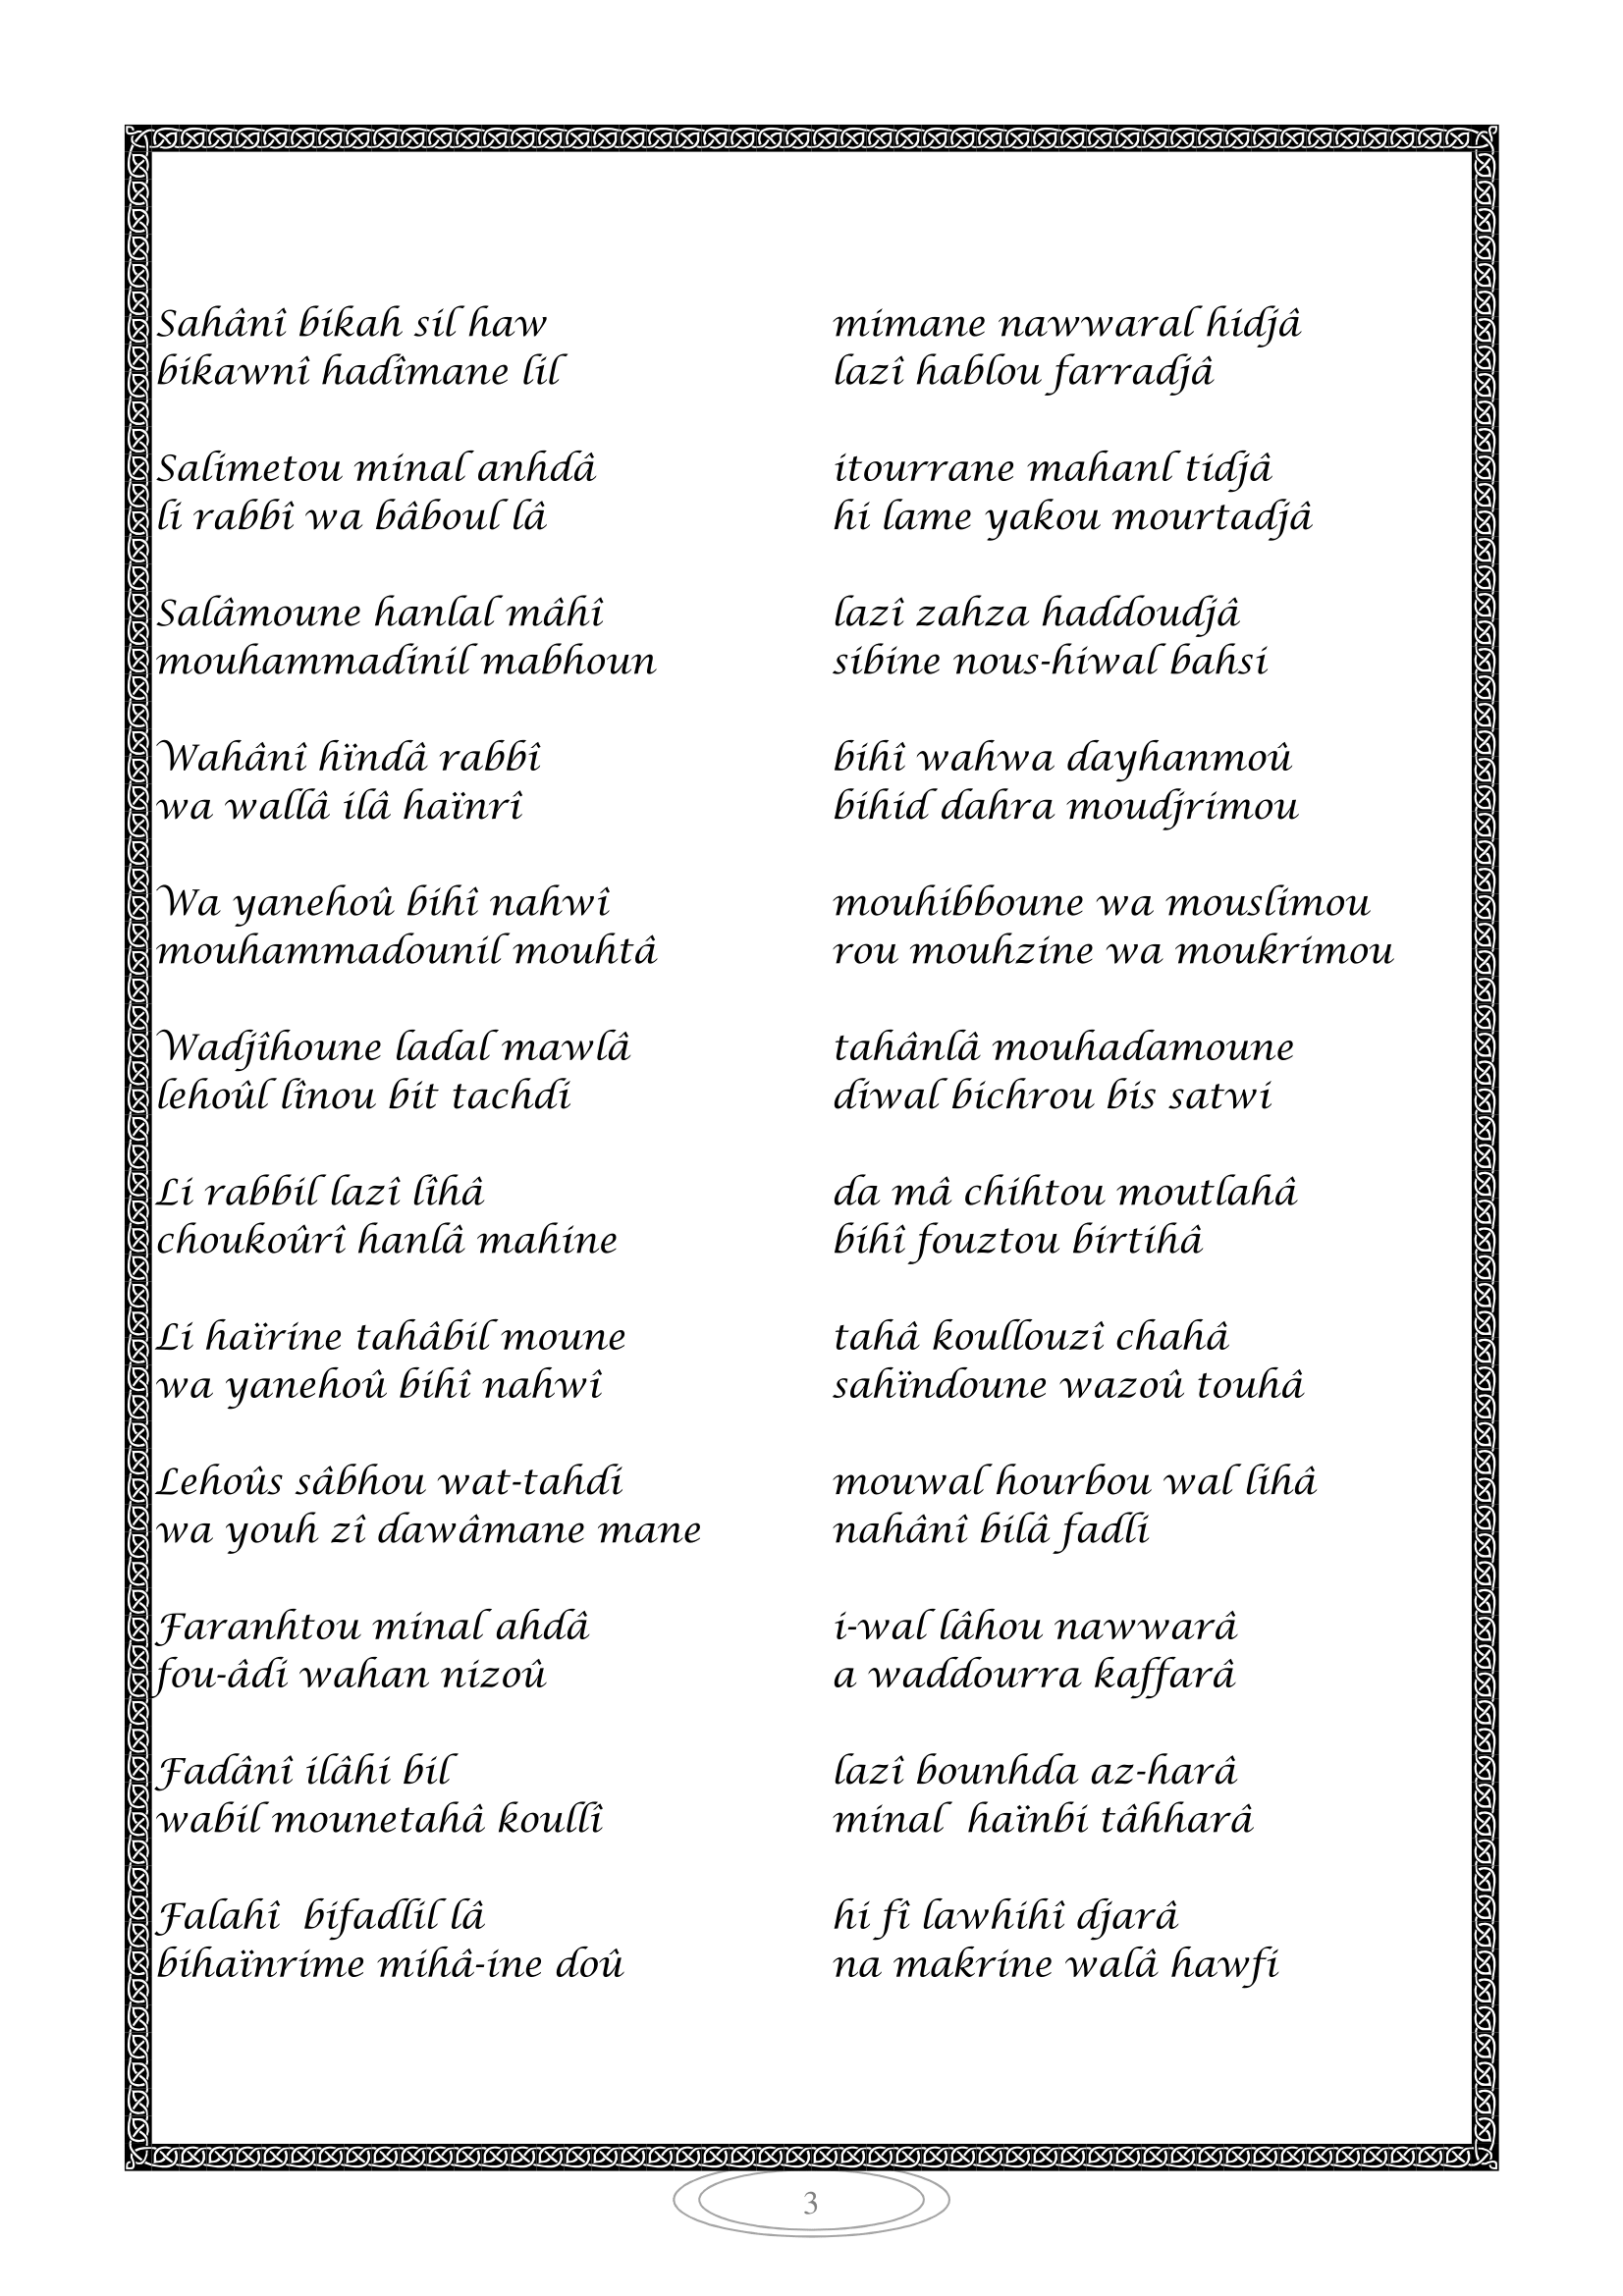 Sahânî bikah sil haw mimane nawwaral hidjâ
bikawnî hadîmane lil lazî hablou farradjâ
Salimetou minal anhdâ itourrane mahanl tidjâ
li rabbî wa bâboul lâ hi lame yakou mourtadjâ
Salâmoune hanlal mâhî lazî zahza haddoudjâ
mouhammadinil mabhoun sibine nous-hiwal bahsi
Wahânî hïndâ rabbî bihî wahwa dayhanmoû
wa wallâ ilâ haïnrî bihid dahra moudjrimou
Wa yanehoû bihî nahwî mouhibboune wa mouslimou
mouhammadounil mouhtâ rou mouhzine wa moukrimou
Wadjîhoune ladal mawlâ tahânlâ mouhadamoune
lehoûl lînou bit tachdi diwal bichrou bis satwi
Li rabbil lazî lîhâ da mâ chihtou moutlahâ
choukoûrî hanlâ mahine bihî fouztou birtihâ
Li haïrine tahâbil moune tahâ koullouzî chahâ
wa yanehoû bihî nahwî sahïndoune wazoû touhâ
Lehoûs sâbhou wat-tahdi mouwal hourbou wal lihâ
wa youh zî dawâmane mane nahânî bilâ fadli
Faranhtou minal ahdâ i-wal lâhou nawwarâ
fou-âdi wahan nizoû a waddourra kaffarâ
Fadânî ilâhi bil lazî bounhda az-harâ
wabil mounetahâ koullî minal haïnbi tâhharâ
Falahî bifadlil lâ hi fî lawhihî djarâ
bihaïnrime mihâ-ine doû na makrine walâ hawfi
3